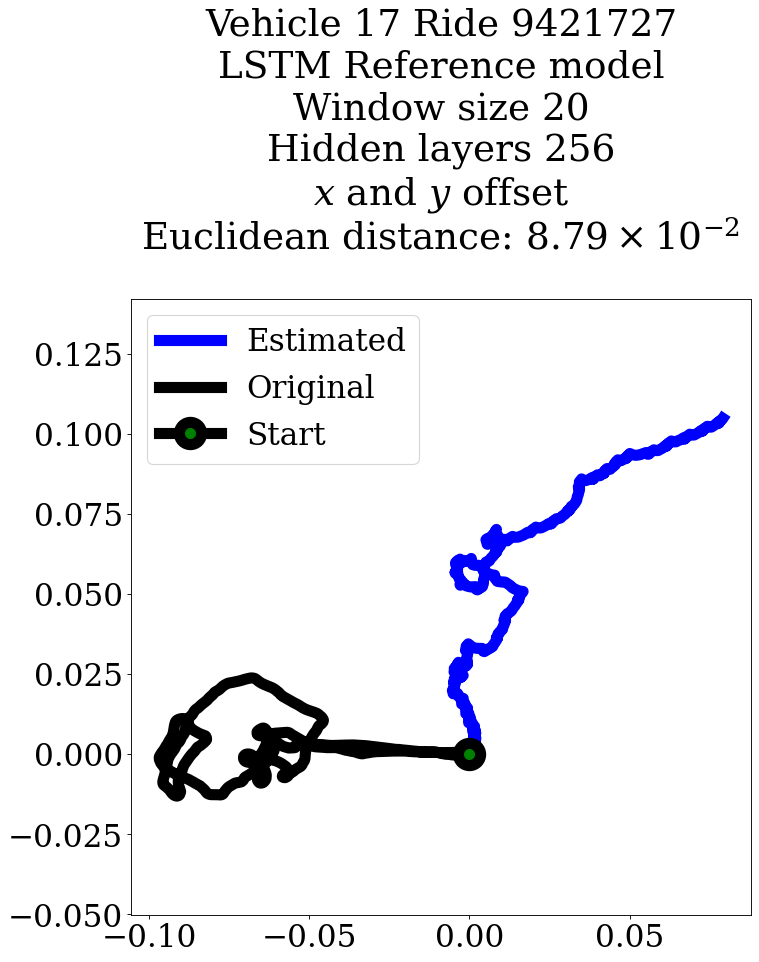 Vehicle 17 Ride 9421727
LSTM Reference model
Window size 20
Hidden layers 256
x and y offset
Euclidean distance: 8.79 × 10⁻²
Estimated
Original
Start
0.125
0.100
0.075
0.050
0.025
0.000
−0.025
−0.050
−0.10 −0.05 0.00 0.05